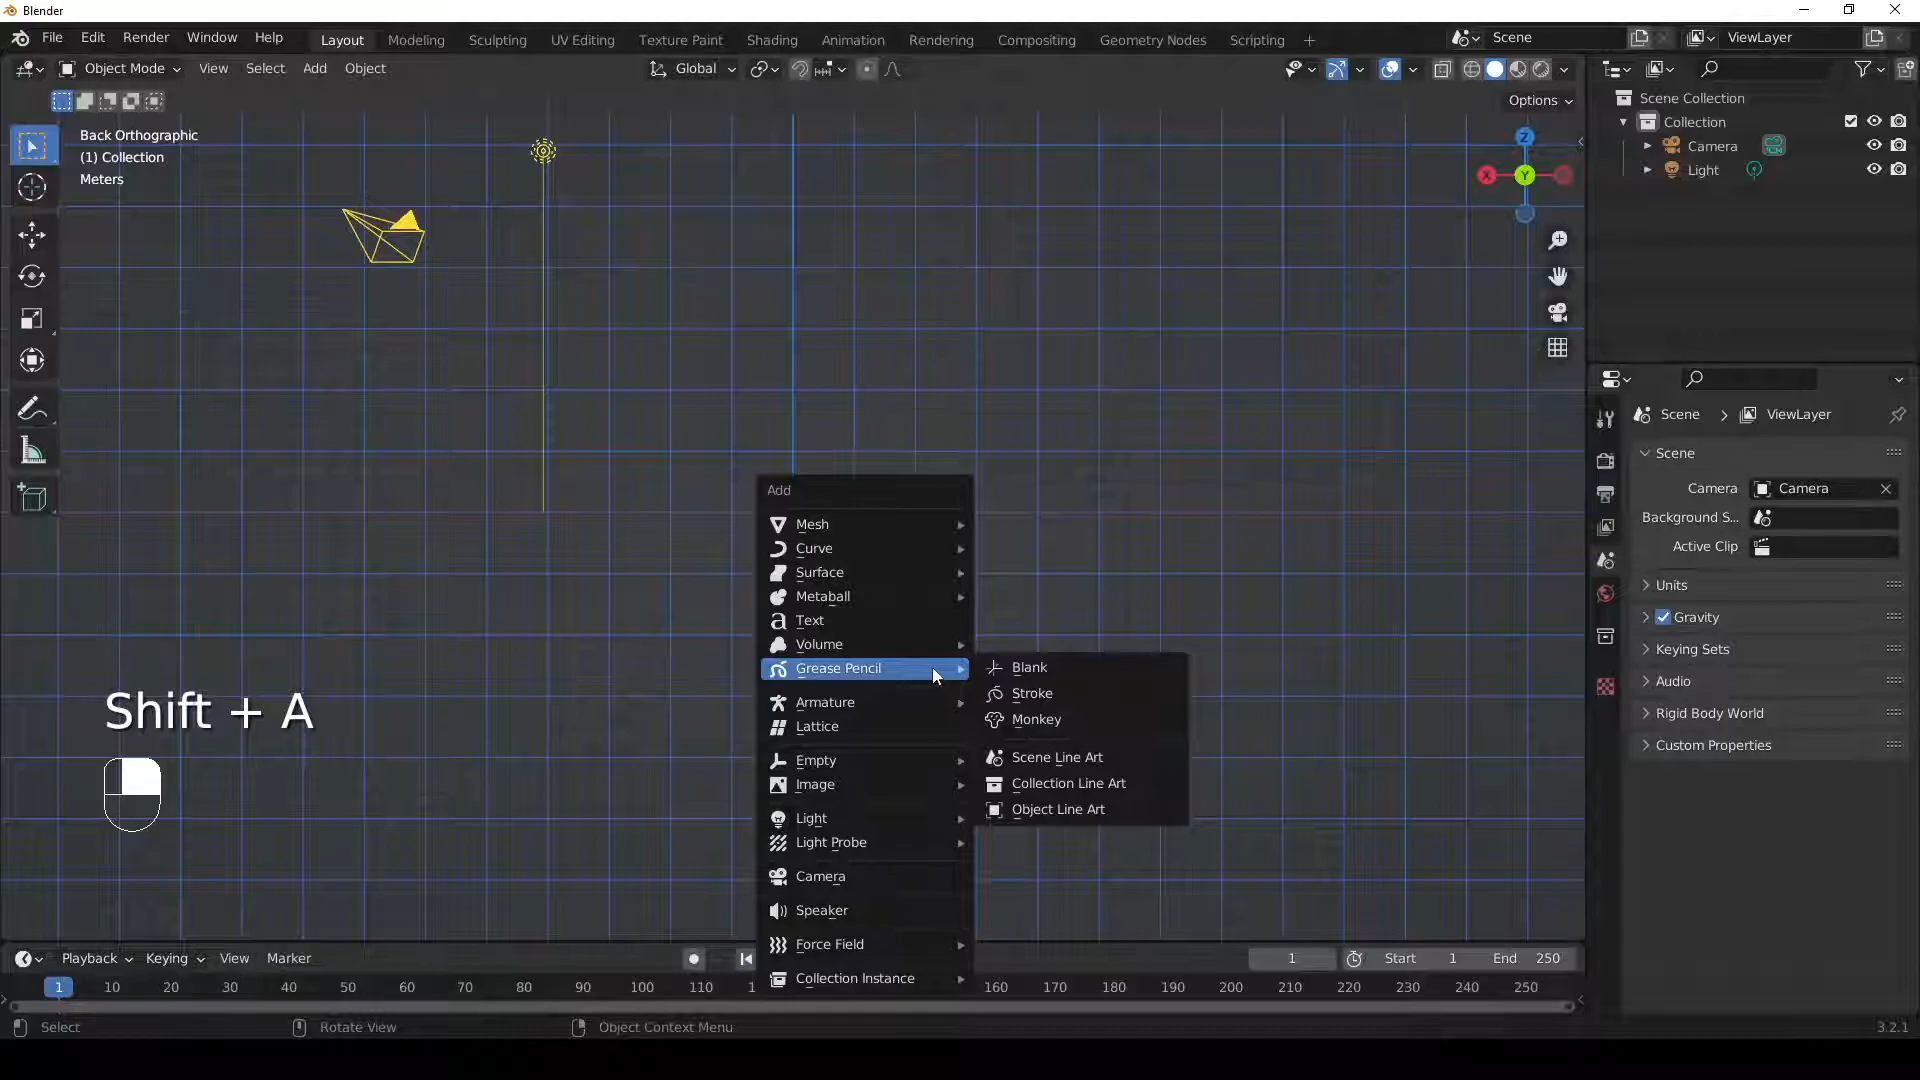 Blender
File Edit Render Window Help
Layout Modeling Sculpting UV Editing Texture Paint Shading Animation Rendering Compositing Geometry Nodes Scripting +
Scene
ViewLayer
Object Mode View Select Add Object
Global
Options
Back Orthographic
(1) Collection
Meters
Z
X
Y
Scene Collection
Collection
Camera
Light
Scene > ViewLayer
Scene
Camera Camera
Background S...
Active Clip
Units
Gravity
Keying Sets
Audio
Rigid Body World
Custom Properties
Add
Mesh
Curve
Surface
Metaball
Text
Volume
Grease Pencil
Armature
Lattice
Empty
Image
Light
Light Probe
Camera
Speaker
Force Field
Collection Instance
Blank
Stroke
Monkey
Scene Line Art
Collection Line Art
Object Line Art
Shift + A
Playback Keying View Marker
1 Start 1 End 250
1 10 20 30 40 50 60 70 80 90 100 110 1 160 170 180 190 200 210 220 230 240 250
Select Rotate View Object Context Menu
3.2.1